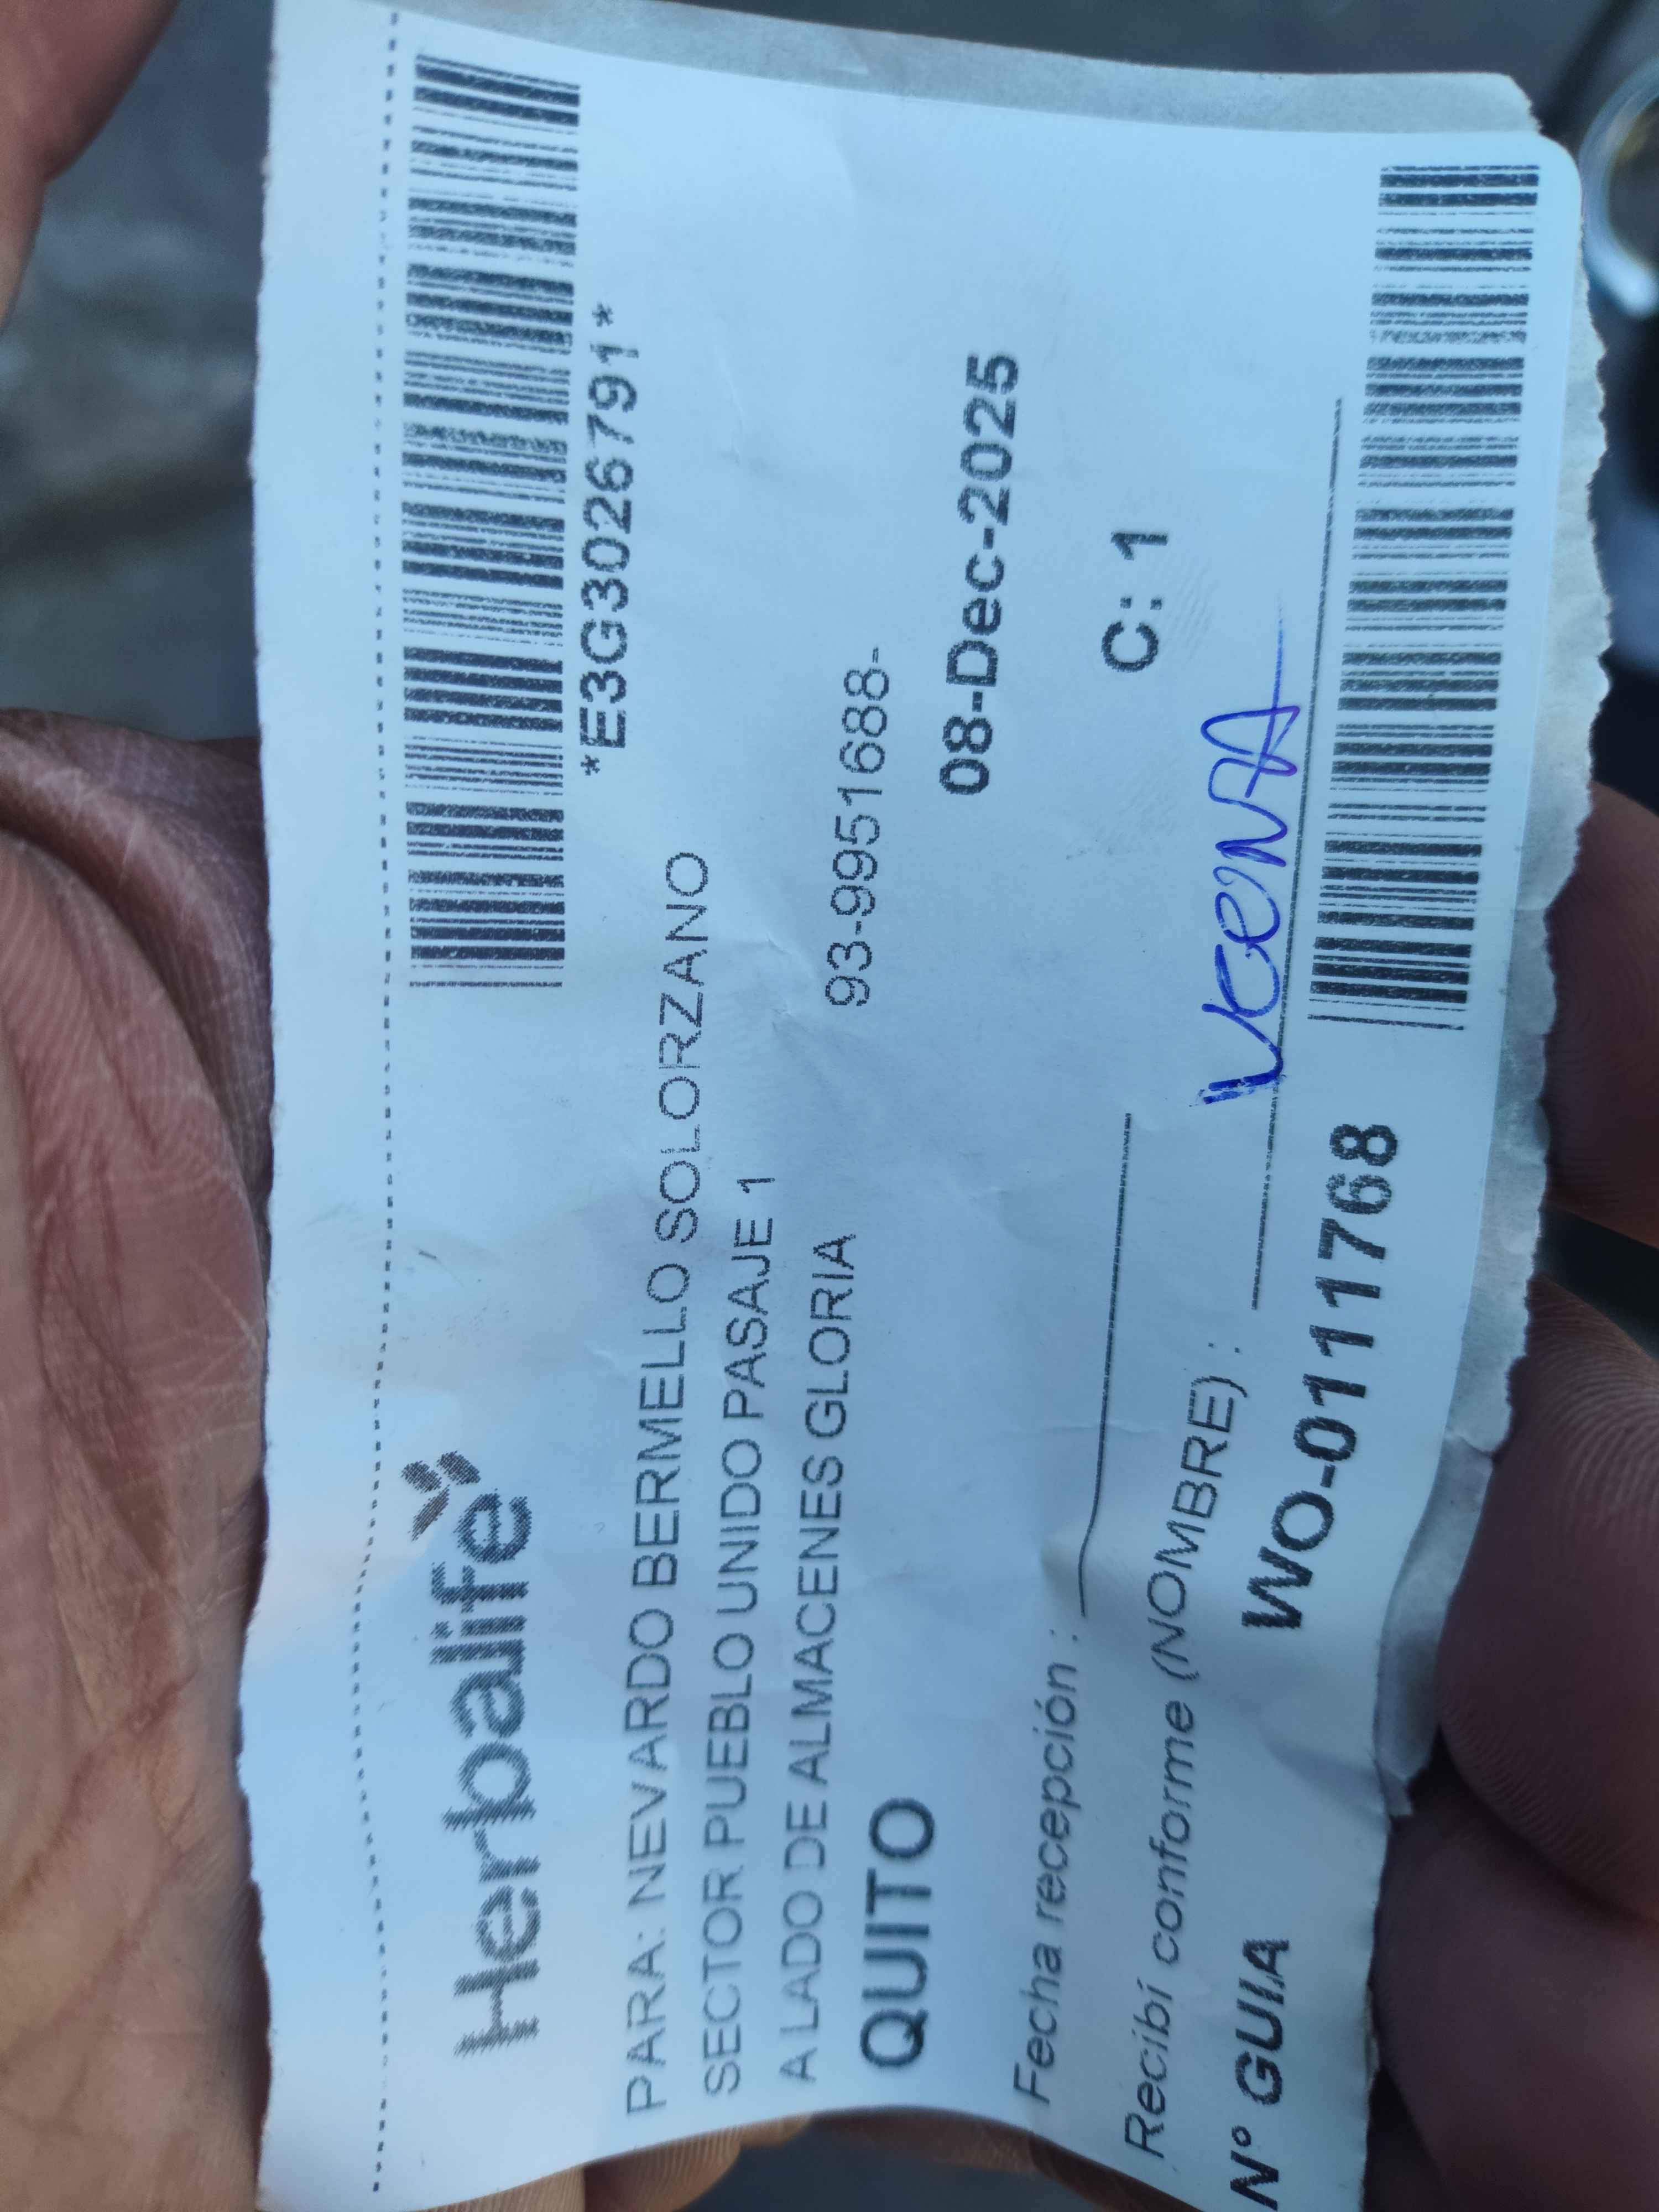 Herbalife
*E3G3026791*
PARA: NEVARDO BERMELLO SOLORZANO
SECTOR PUEBLO UNIDO PASAJE 1
A LADO DE ALMACENES GLORIA
93-9951688-
QUITO
08-Dec-2025
Fecha recepción :
C: 1
Recibí conforme (NOMBRE) :
N° GUIA WO-0111768